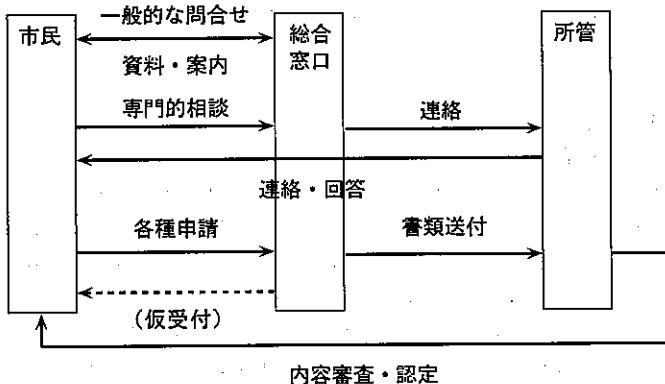 一般的な問合せ
市民
総合
窓口
所管
資料・案内
専門的相談
連絡
連絡・回答
各種申請
書類送付
（仮受付）
内容審査・認定